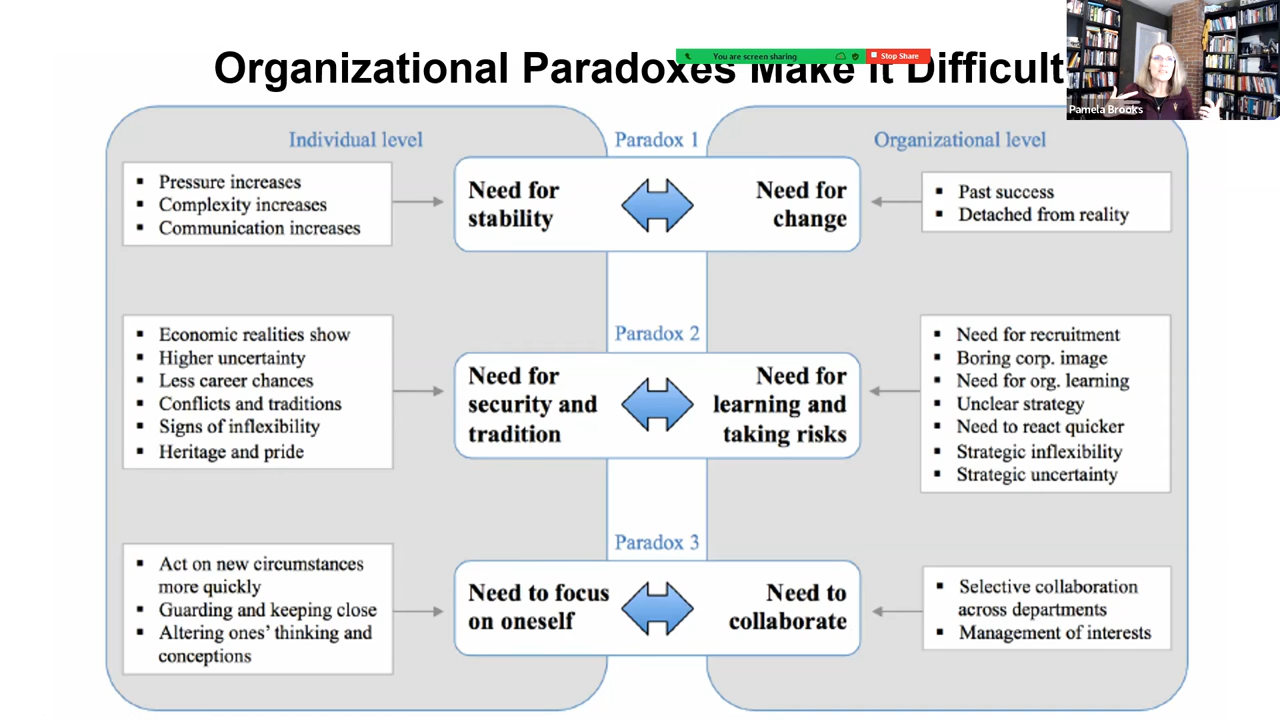 Organizational Paradoxes Make it Difficult
You are screen sharing
Stop Share
Pamela Brooks
Individual level
Paradox 1
Organizational level
▪ Pressure increases
▪ Complexity increases
▪ Communication increases
Need for
stability
Need for
change
▪ Past success
▪ Detached from reality
Paradox 2
▪ Economic realities show
▪ Higher uncertainty
▪ Less career chances
▪ Conflicts and traditions
▪ Signs of inflexibility
▪ Heritage and pride
Need for
security and
tradition
Need for
learning and
taking risks
▪ Need for recruitment
▪ Boring corp. image
▪ Need for org. learning
▪ Unclear strategy
▪ Need to react quicker
▪ Strategic inflexibility
▪ Strategic uncertainty
Paradox 3
▪ Act on new circumstances
more quickly
▪ Guarding and keeping close
▪ Altering ones' thinking and
conceptions
Need to focus
on oneself
Need to
collaborate
▪ Selective collaboration
across departments
▪ Management of interests